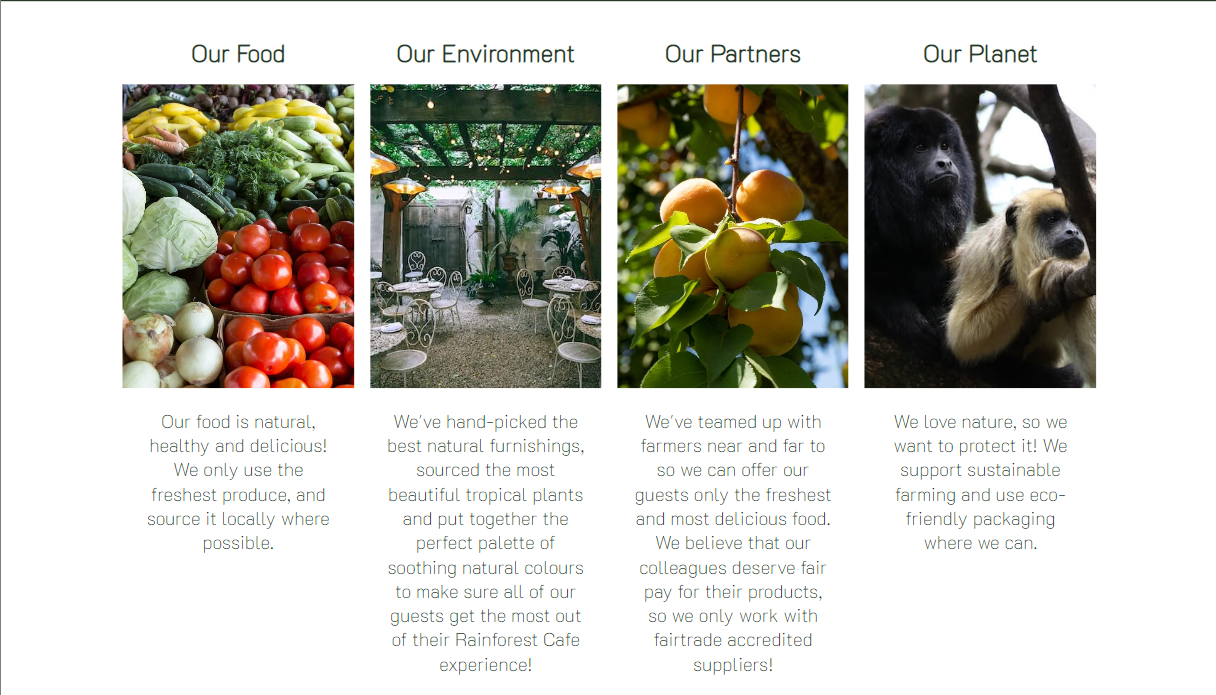 Our Food
Our Environment
Our Partners
Our Planet
Our food is natural,
healthy and delicious!
We only use the
freshest produce, and
source it locally where
possible.
We've hand-picked the
best natural furnishings,
sourced the most
beautiful tropical plants
and put together the
perfect palette of
soothing natural colours
to make sure all of our
guests get the most out
of their Rainforest Cafe
experience!
We've teamed up with
farmers near and far to
so we can offer our
guests only the freshest
and most delicious food.
We believe that our
colleagues deserve fair
pay for their products,
so we only work with
fairtrade accredited
suppliers!
We love nature, so we
want to protect it! We
support sustainable
farming and use eco-
friendly packaging
where we can.